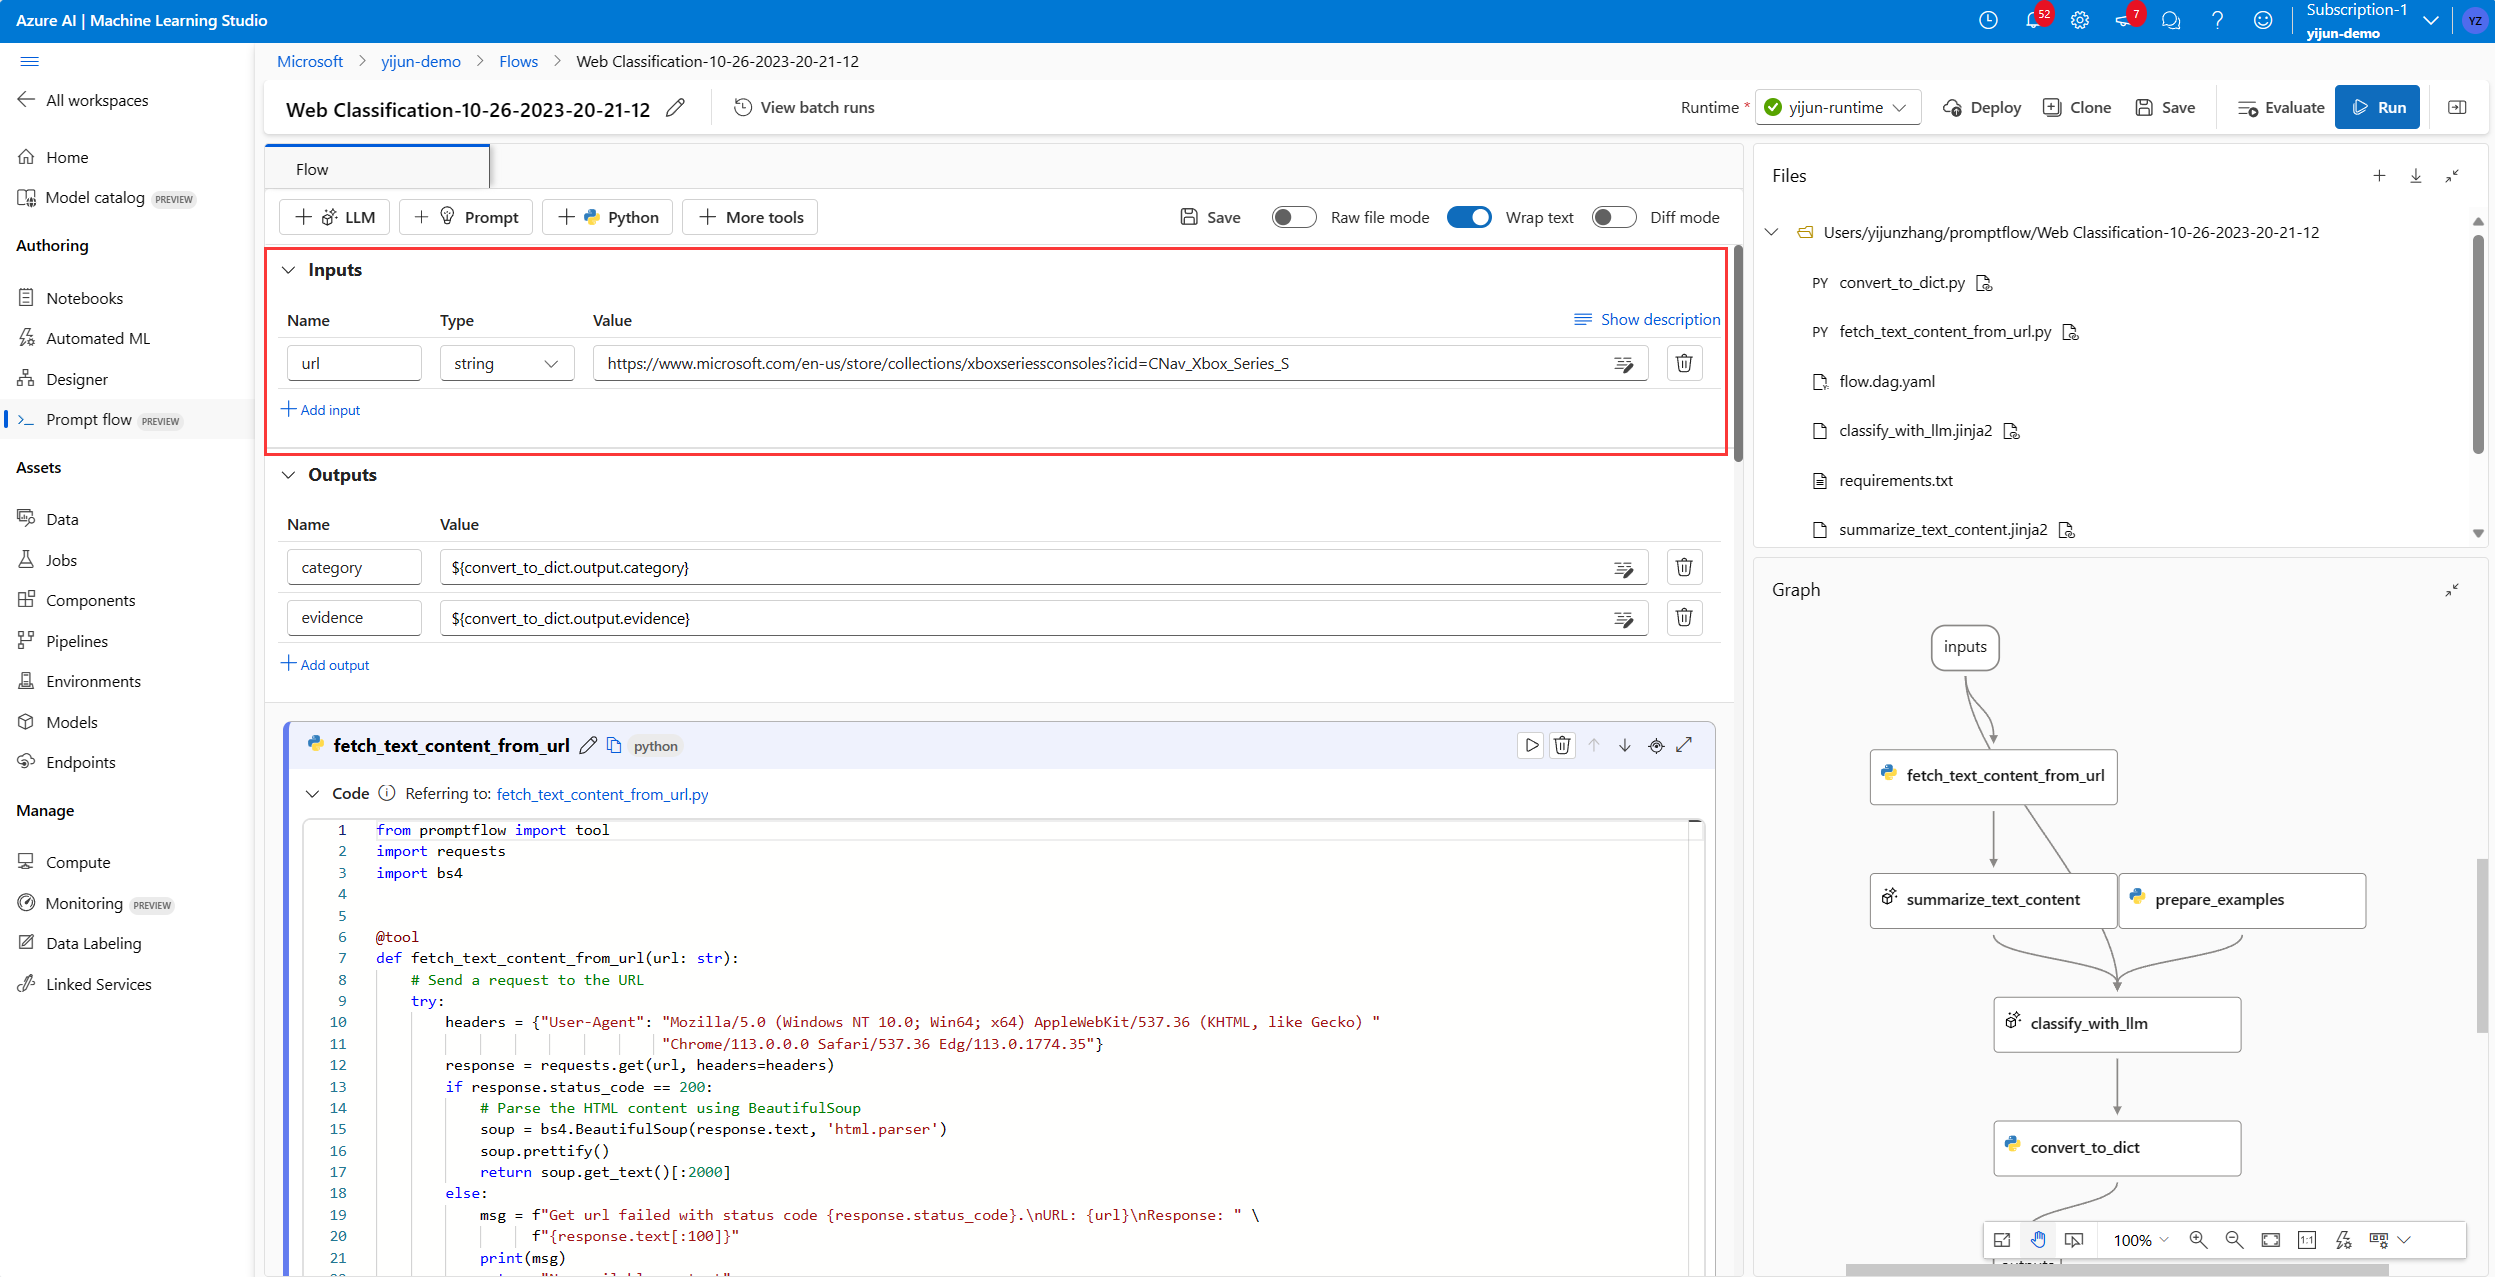 Azure AI | Machine Learning Studio
52
7
Subscription-1
yijun-demo
YZ
Microsoft > yijun-demo > Flows > Web Classification-10-26-2023-20-21-12
All workspaces
Home
Model catalog PREVIEW
Authoring
Notebooks
Automated ML
Designer
Prompt flow PREVIEW
Assets
Data
Jobs
Components
Pipelines
Environments
Models
Endpoints
Manage
Compute
Monitoring PREVIEW
Data Labeling
Linked Services
Web Classification-10-26-2023-20-21-12
View batch runs
Runtime * yijun-runtime
Deploy
Clone
Save
Evaluate
Run
Flow
LLM
Prompt
Python
More tools
Save
Raw file mode
Wrap text
Diff mode
Inputs
Name Type Value
Show description
url string https://www.microsoft.com/en-us/store/collections/xboxseriessconsoles?icid=CNav_Xbox_Series_S
Add input
Outputs
Name Value
category ${convert_to_dict.output.category}
evidence ${convert_to_dict.output.evidence}
Add output
fetch_text_content_from_url python
Code Referring to: fetch_text_content_from_url.py
1 from promptflow import tool
2 import requests
3 import bs4
4
5
6 @tool
7 def fetch_text_content_from_url(url: str):
8 # Send a request to the URL
9 try:
10 headers = {"User-Agent": "Mozilla/5.0 (Windows NT 10.0; Win64; x64) AppleWebKit/537.36 (KHTML, like Gecko) "
11 "Chrome/113.0.0.0 Safari/537.36 Edg/113.0.1774.35"}
12 response = requests.get(url, headers=headers)
13 if response.status_code == 200:
14 # Parse the HTML content using BeautifulSoup
15 soup = bs4.BeautifulSoup(response.text, 'html.parser')
16 soup.prettify()
17 return soup.get_text()[:2000]
18 else:
19 msg = f"Get url failed with status code {response.status_code}.\nURL: {url}\nResponse: " \
20 f"{response.text[:100]}"
21 print(msg)
Files
Users/yijunzhang/promptflow/Web Classification-10-26-2023-20-21-12
PY convert_to_dict.py
PY fetch_text_content_from_url.py
flow.dag.yaml
classify_with_llm.jinja2
requirements.txt
summarize_text_content.jinja2
Graph
inputs
fetch_text_content_from_url
summarize_text_content
prepare_examples
classify_with_llm
convert_to_dict
100%
1:1